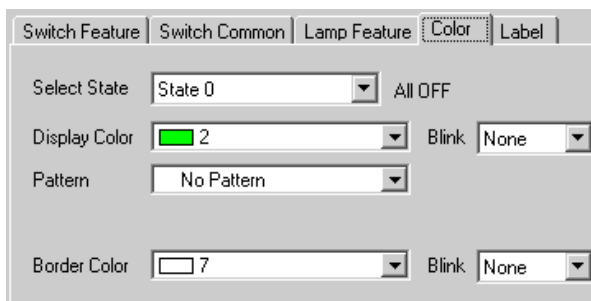 Switch Feature Switch Common Lamp Feature Color Label
Select State State 0 All OFF
Display Color 2 Blink None
Pattern No Pattern
Border Color 7 Blink None